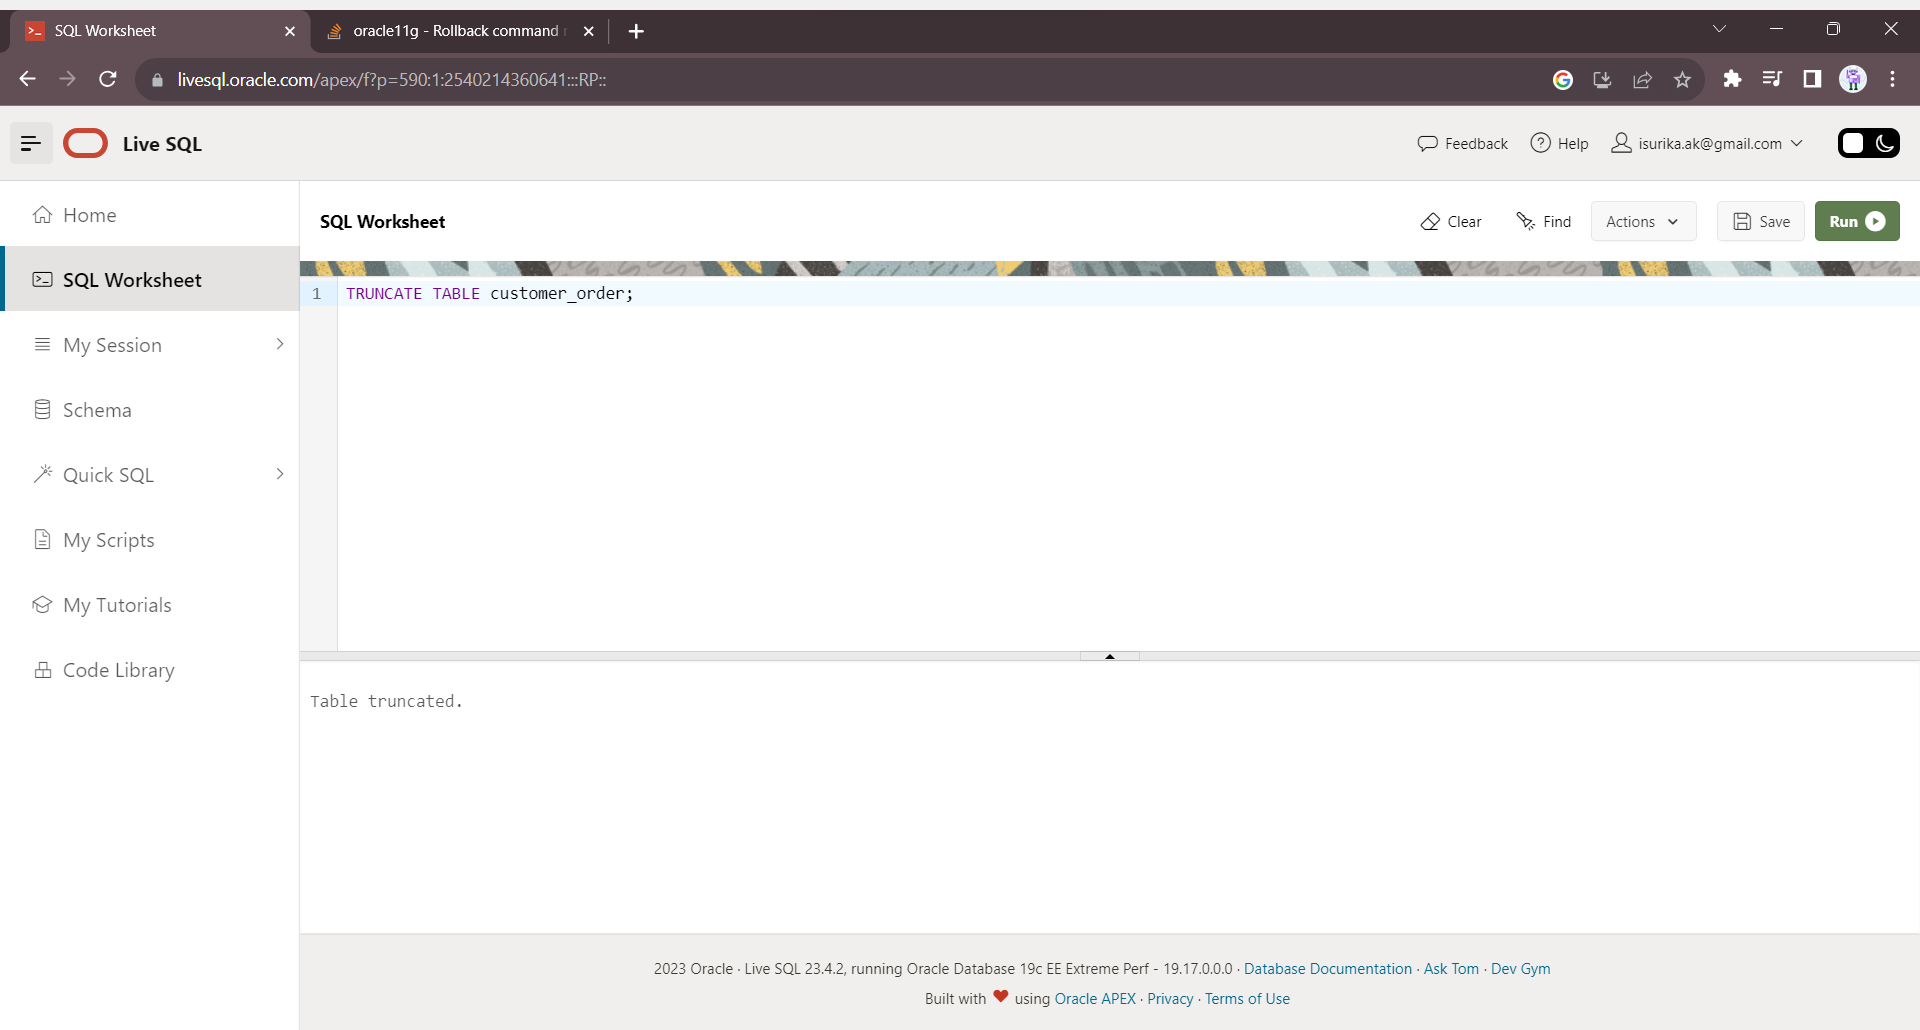 SQL Worksheet
oracle11g - Rollback command
livesql.oracle.com/apex/f?p=590:1:2540214360641:::RP::
Live SQL
Feedback
Help
isurika.ak@gmail.com
Home
SQL Worksheet
My Session
Schema
Quick SQL
My Scripts
My Tutorials
Code Library
SQL Worksheet
Clear
Find
Actions
Save
Run
1 TRUNCATE TABLE customer_order;
Table truncated.
2023 Oracle · Live SQL 23.4.2, running Oracle Database 19c EE Extreme Perf - 19.17.0.0.0 · Database Documentation · Ask Tom · Dev Gym
Built with ❤ using Oracle APEX · Privacy · Terms of Use